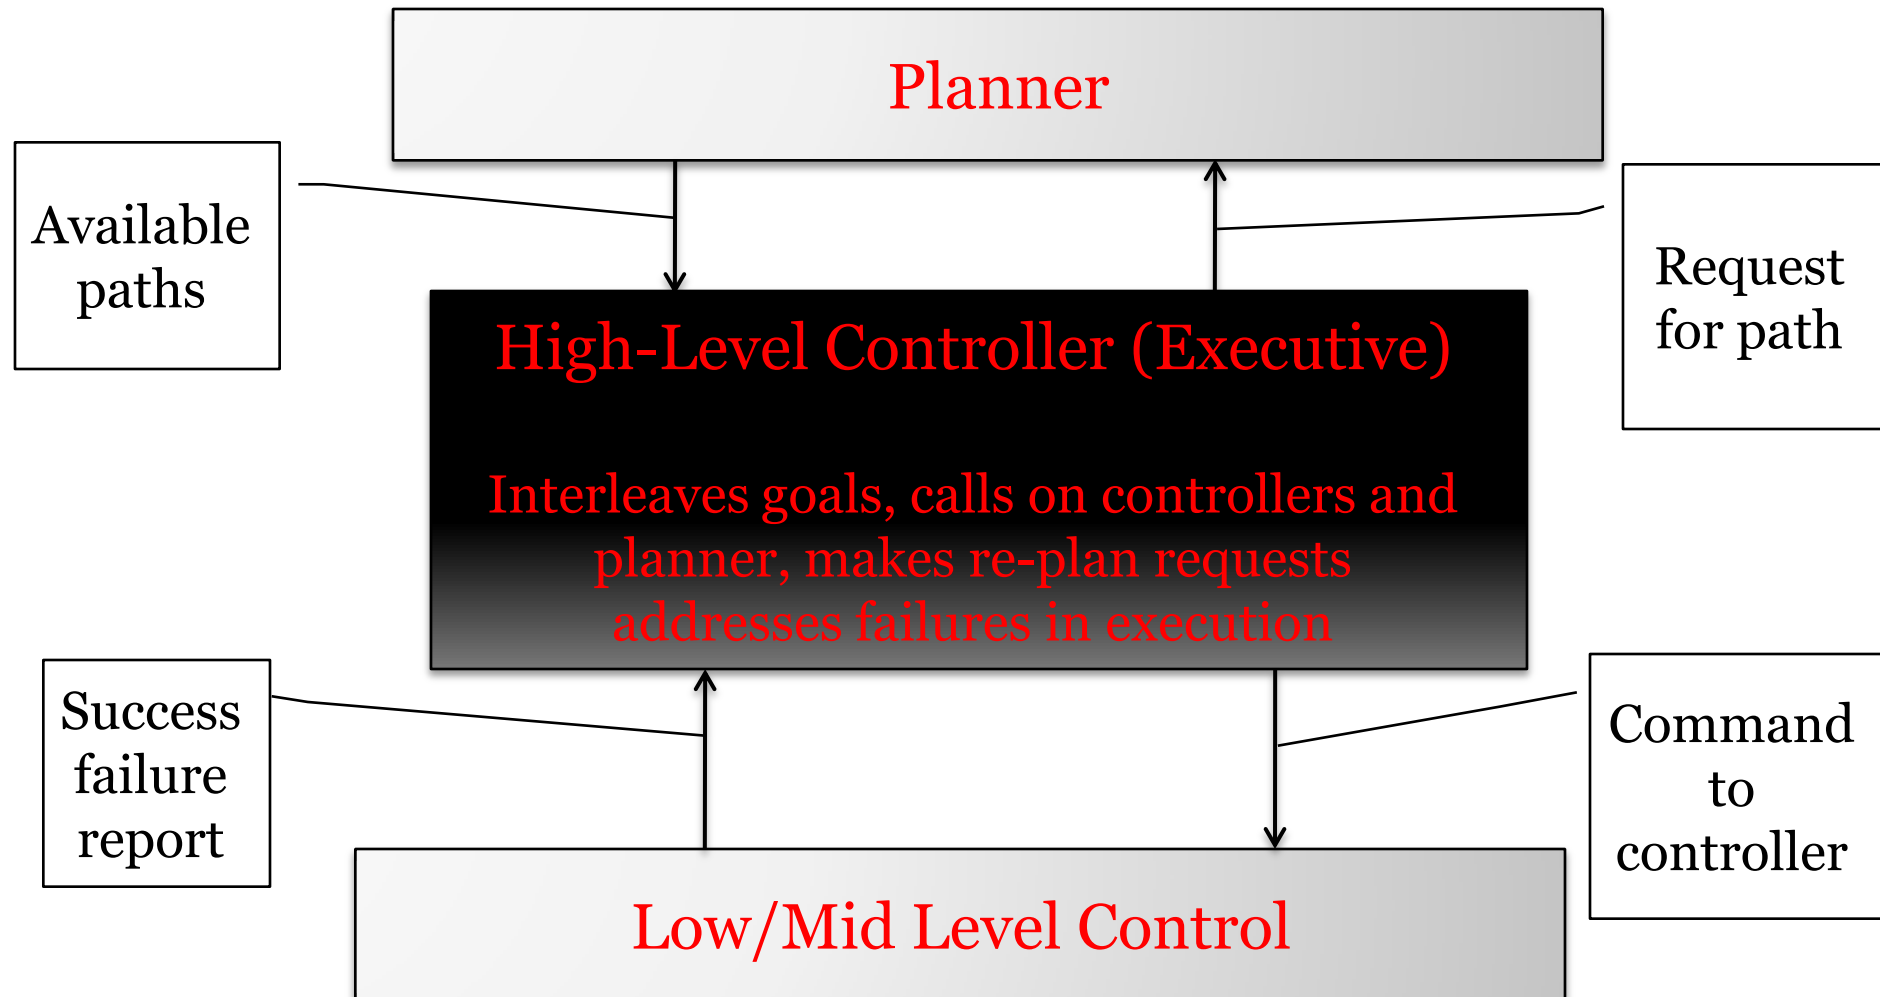 Planner
Available
paths
Request
for path
High-Level Controller (Executive)
Interleaves goals, calls on controllers and
planner, makes re-plan requests
addresses failures in execution
Success
failure
report
Command
to
controller
Low/Mid Level Control